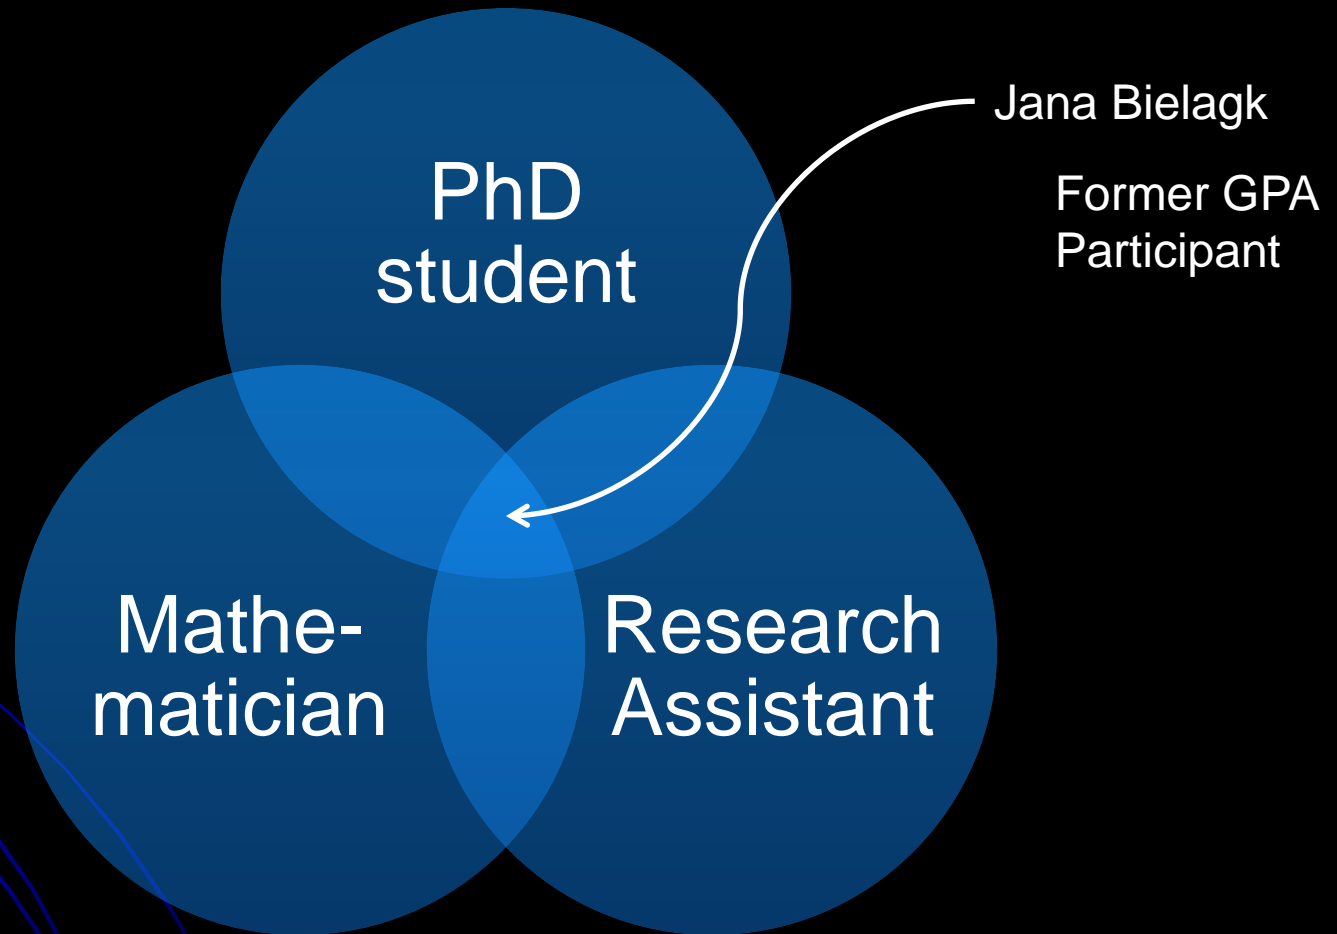 PhD
student
Jana Bielagk
Former GPA
Participant
Mathe-
matician
Research
Assistant